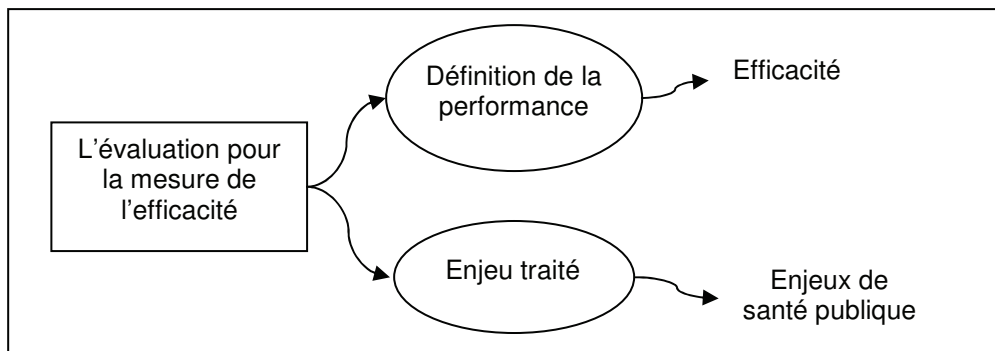 L'évaluation pour
la mesure de
l'efficacité
Définition de la
performance
Efficacité
Enjeu traité
Enjeux de
santé publique